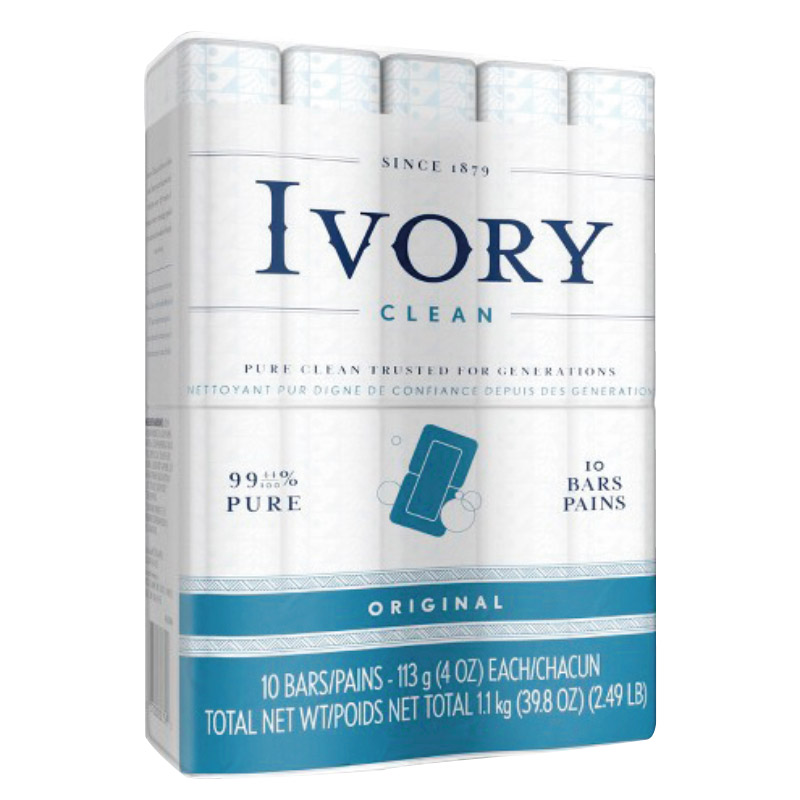 SINCE 1879
IVORY
CLEAN
PURE CLEAN TRUSTED FOR GENERATIONS
NETTOYANT PUR DIGNE DE CONFIANCE DEPUIS DES GENERATION
99 44/100% PURE
10 BARS PAINS
ORIGINAL
10 BARS/PAINS - 113 g (4 OZ) EACH/CHACUN
TOTAL NET WT/POIDS NET TOTAL 1.1 kg (39.8 OZ) (2.49 LB)